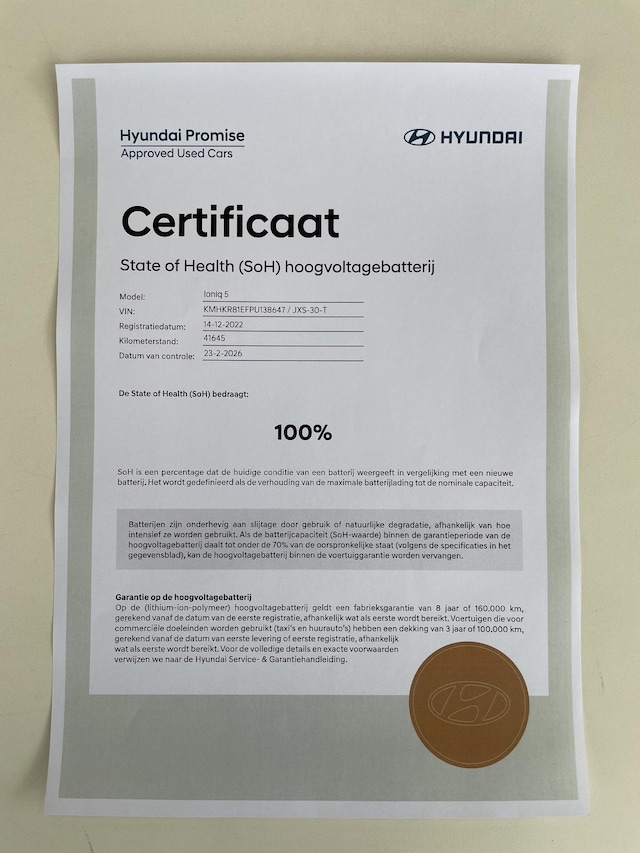 Hyundai Promise
Approved Used Cars
HYUNDAI
Certificaat
State of Health (SoH) hoogvoltagebatterij
Model: Ioniq 5
VIN: KMHKR81EFPU138647 / JXS-30-T
Registratiedatum: 14-12-2022
Kilometerstand: 41645
Datum van controle: 23-2-2026
De State of Health (SoH) bedraagt:
100%
SoH is een percentage dat de huidige conditie van een batterij weergeeft in vergelijking met een nieuwe
batterij. Het wordt gedefinieerd als de verhouding van de maximale batterijlading tot de nominale capaciteit.
Batterijen zijn onderhevig aan slijtage door gebruik of natuurlijke degradatie, afhankelijk van hoe
intensief ze worden gebruikt. Als de batterijcapaciteit (SoH-waarde) binnen de garantieperiode van de
hoogvoltagebatterij daalt tot onder de 70% van de oorspronkelijke staat (volgens de specificaties in het
gegevensblad), kan de hoogvoltagebatterij binnen de voertuiggarantie worden vervangen.
Garantie op de hoogvoltagebatterij
Op de (lithium-ion-polymeer) hoogvoltagebatterij geldt een fabrieksgarantie van 8 jaar of 160.000 km,
gerekend vanaf de datum van de eerste registratie, afhankelijk wat als eerste wordt bereikt. Voertuigen die voor
commerciële doeleinden worden gebruikt (taxi's en huurauto's) hebben een dekking van 3 jaar of 100.000 km,
gerekend vanaf de datum van eerste levering of eerste registratie, afhankelijk
wat als eerste wordt bereikt. Voor de volledige details en exacte voorwaarden
verwijzen we naar de Hyundai Service- & Garantiehandleiding.